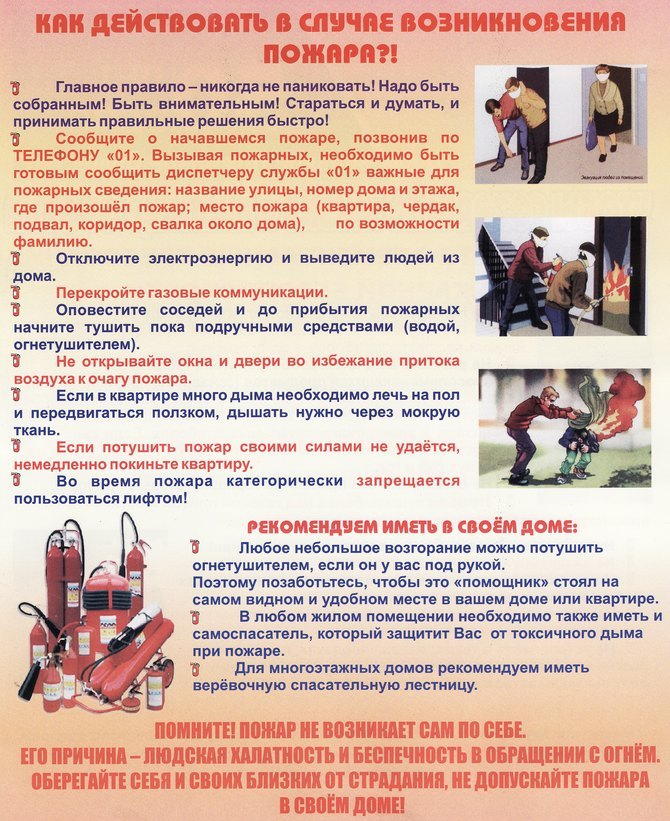 КАК ДЕЙСТВОВАТЬ В СЛУЧАЕ ВОЗНИКНОВЕНИЯ
ПОЖАРА?!
Главное правило – никогда не паниковать! Надо быть
собранным! Быть внимательным! Стараться и думать, и
принимать правильные решения быстро!
Сообщите о начавшемся пожаре, позвонив по
ТЕЛЕФОНУ «01». Вызывая пожарных, необходимо быть
готовым сообщить диспетчеру службы «01» важные для
пожарных сведения: название улицы, номер дома и этажа,
где произошёл пожар; место пожара (квартира, чердак,
подвал, коридор, свалка около дома), по возможности
фамилию.
Отключите электроэнергию и выведите людей из
дома.
Перекройте газовые коммуникации.
Оповестите соседей и до прибытия пожарных
начните тушить пока подручными средствами (водой,
огнетушителем).
Не открывайте окна и двери во избежание притока
воздуха к очагу пожара.
Если в квартире много дыма необходимо лечь на пол
и передвигаться ползком, дышать нужно через мокрую
ткань.
Если потушить пожар своими силами не удаётся,
немедленно покиньте квартиру.
Во время пожара категорически запрещается
пользоваться лифтом!
Эвакуация людей из помещений.
РЕКОМЕНДУЕМ ИМЕТЬ В СВОЁМ ДОМЕ:
Любое небольшое возгорание можно потушить
огнетушителем, если он у вас под рукой.
Поэтому позаботьтесь, чтобы это «помощник» стоял на
самом видном и удобном месте в вашем доме или квартире.
В любом жилом помещении необходимо также иметь и
самоспасатель, который защитит Вас от токсичного дыма
при пожаре.
Для многоэтажных домов рекомендуем иметь
верёвочную спасательную лестницу.
ПОМНИТЕ! ПОЖАР НЕ ВОЗНИКАЕТ САМ ПО СЕБЕ.
ЕГО ПРИЧИНА – ЛЮДСКАЯ ХАЛАТНОСТЬ И БЕСПЕЧНОСТЬ В ОБРАЩЕНИИ С ОГНЁМ.
ОБЕРЕГАЙТЕ СЕБЯ И СВОИХ БЛИЗКИХ ОТ СТРАДАНИЯ, НЕ ДОПУСКАЙТЕ ПОЖАРА
В СВОЁМ ДОМЕ!